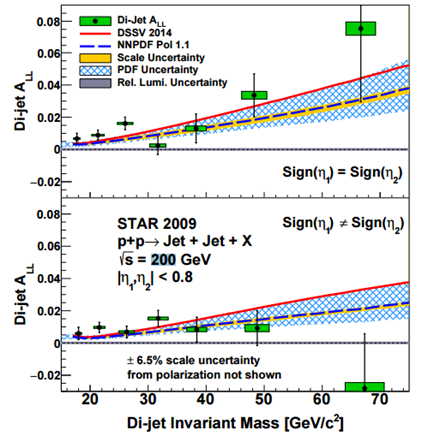 Di-Jet A_LL
0.08
0.06
0.04
0.02
0
−0.02
Di-Jet A_LL
DSSV 2014
NNPDF Pol 1.1
Scale Uncertainty
PDF Uncertainty
Rel. Lumi. Uncertainty
Sign(η₁) = Sign(η₂)
Di-jet A_LL
0.08
0.06
0.04
0.02
0
-0.02
STAR 2009
p+p→ Jet + Jet + X
√s = 200 GeV
|η₁,η₂| < 0.8
Sign(η₁) ≠ Sign(η₂)
± 6.5% scale uncertainty
from polarization not shown
20 30 40 50 60 70
Di-jet Invariant Mass [GeV/c²]